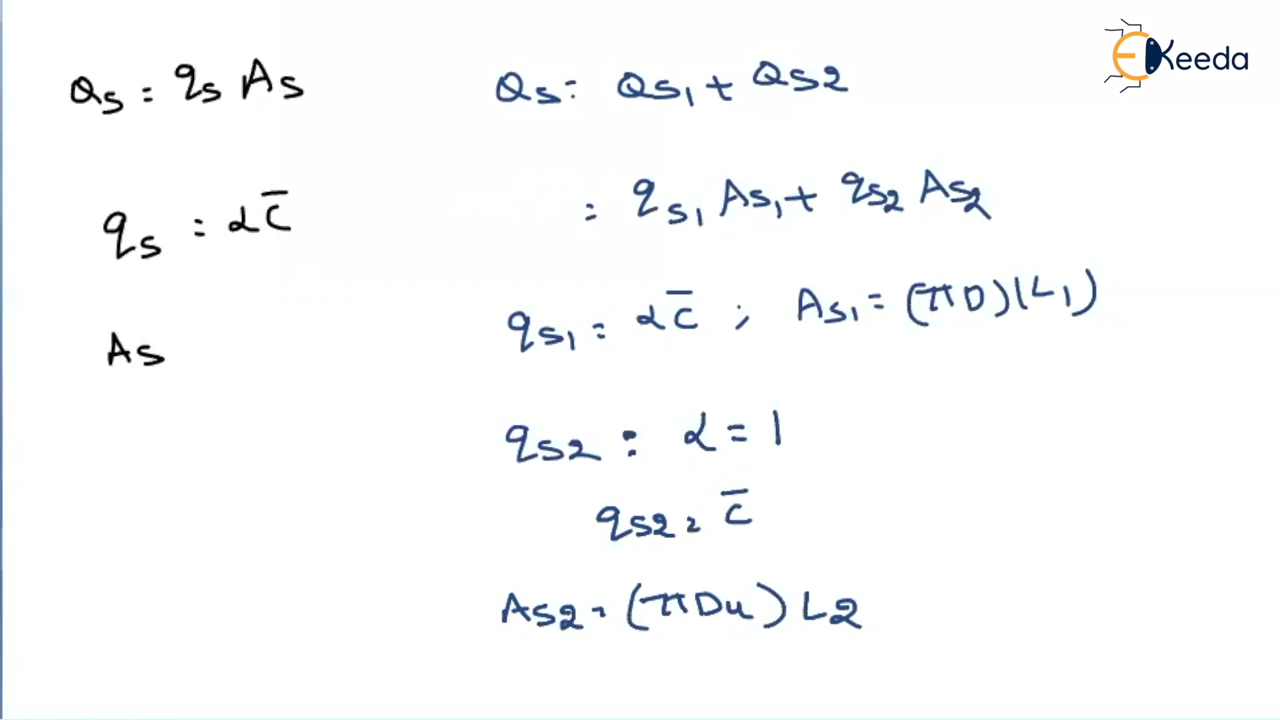 EKeeda
Qs = qs As
qs = αc̄
As
Qs = Qs1 + Qs2
= qs1 As1 + qs2 As2
qs1 = αc̄ ; As1 = (πD)(L1)
qs2 : α = 1
qs2 = c̄
As2 = (πDu) L2